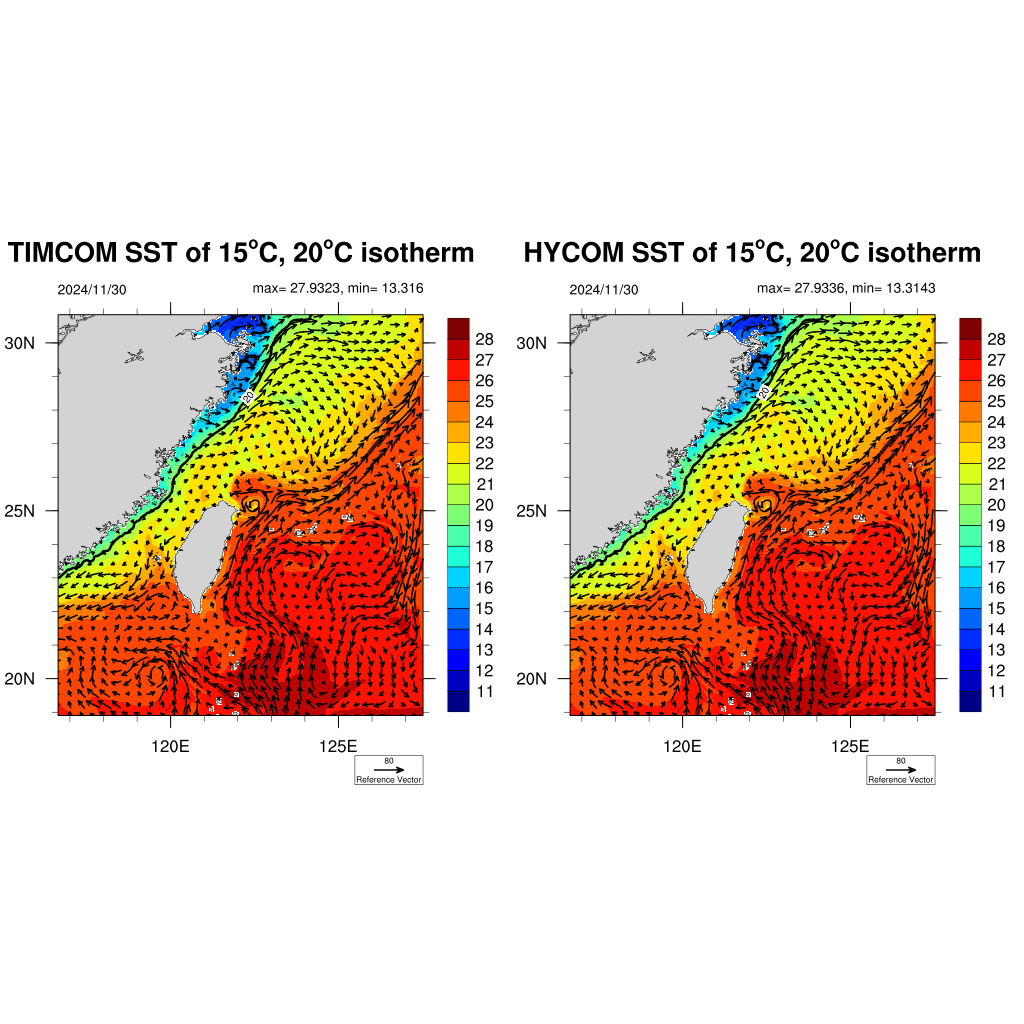 TIMCOM SST of 15°C, 20°C isotherm
2024/11/30
max= 27.9323, min= 13.316
30N
25N
20N
120E
125E
20
28
27
26
25
24
23
22
21
20
19
18
17
16
15
14
13
12
11
80
Reference Vector
HYCOM SST of 15°C, 20°C isotherm
2024/11/30
max= 27.9336, min= 13.3143
30N
25N
20N
120E
125E
20
28
27
26
25
24
23
22
21
20
19
18
17
16
15
14
13
12
11
80
Reference Vector